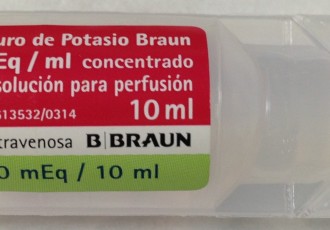 uro de Potasio Braun
Eq / ml concentrado
solución para perfusión
10 ml
613532/0314
travenosa B|BRAUN
0 mEq / 10 ml